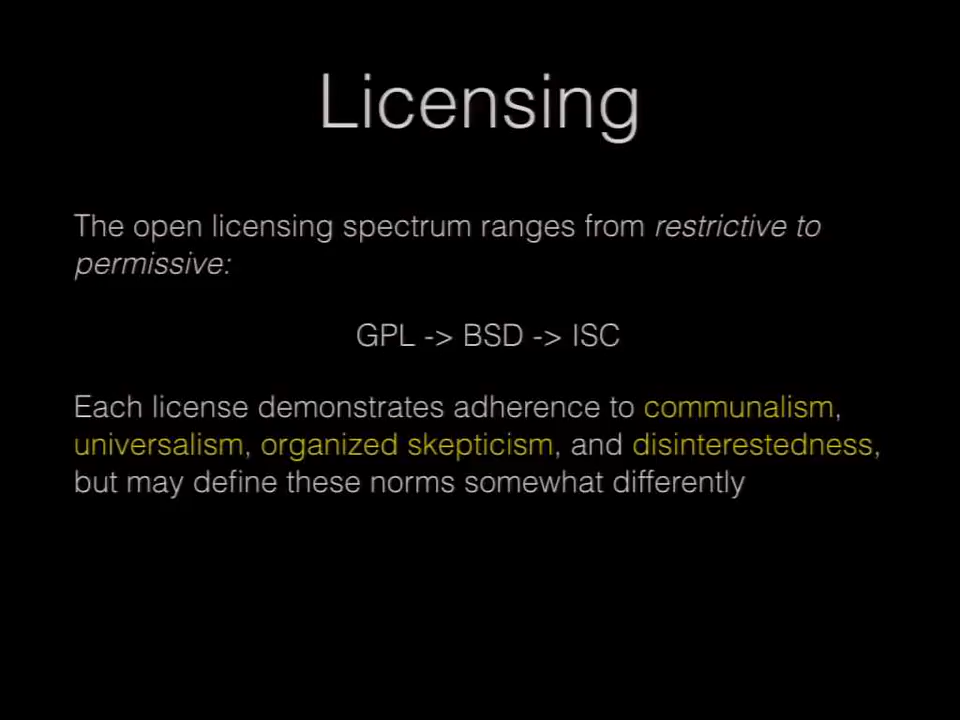 Licensing
The open licensing spectrum ranges from restrictive to
permissive:
GPL -> BSD -> ISC
Each license demonstrates adherence to communalism,
universalism, organized skepticism, and disinterestedness,
but may define these norms somewhat differently